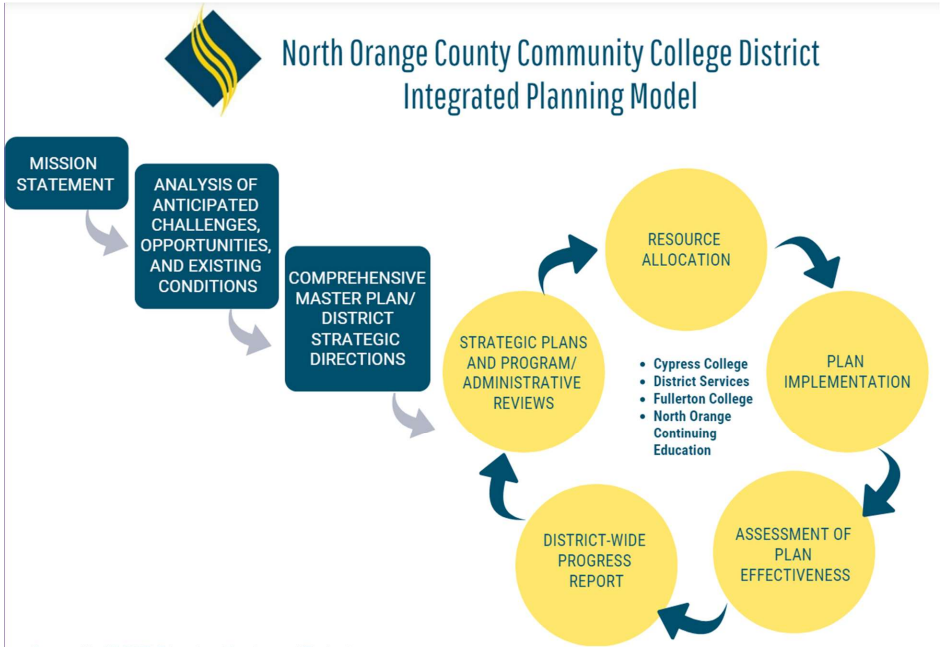 North Orange County Community College District
Integrated Planning Model
MISSION
STATEMENT
ANALYSIS OF
ANTICIPATED
CHALLENGES,
OPPORTUNITIES,
AND EXISTING
CONDITIONS
COMPREHENSIVE
MASTER PLAN/
DISTRICT
STRATEGIC
DIRECTIONS
STRATEGIC PLANS
AND PROGRAM/
ADMINISTRATIVE
REVIEWS
RESOURCE
ALLOCATION
PLAN
IMPLEMENTATION
ASSESSMENT OF
PLAN
EFFECTIVENESS
DISTRICT-WIDE
PROGRESS
REPORT
• Cypress College
• District Services
• Fullerton College
• North Orange
Continuing
Education